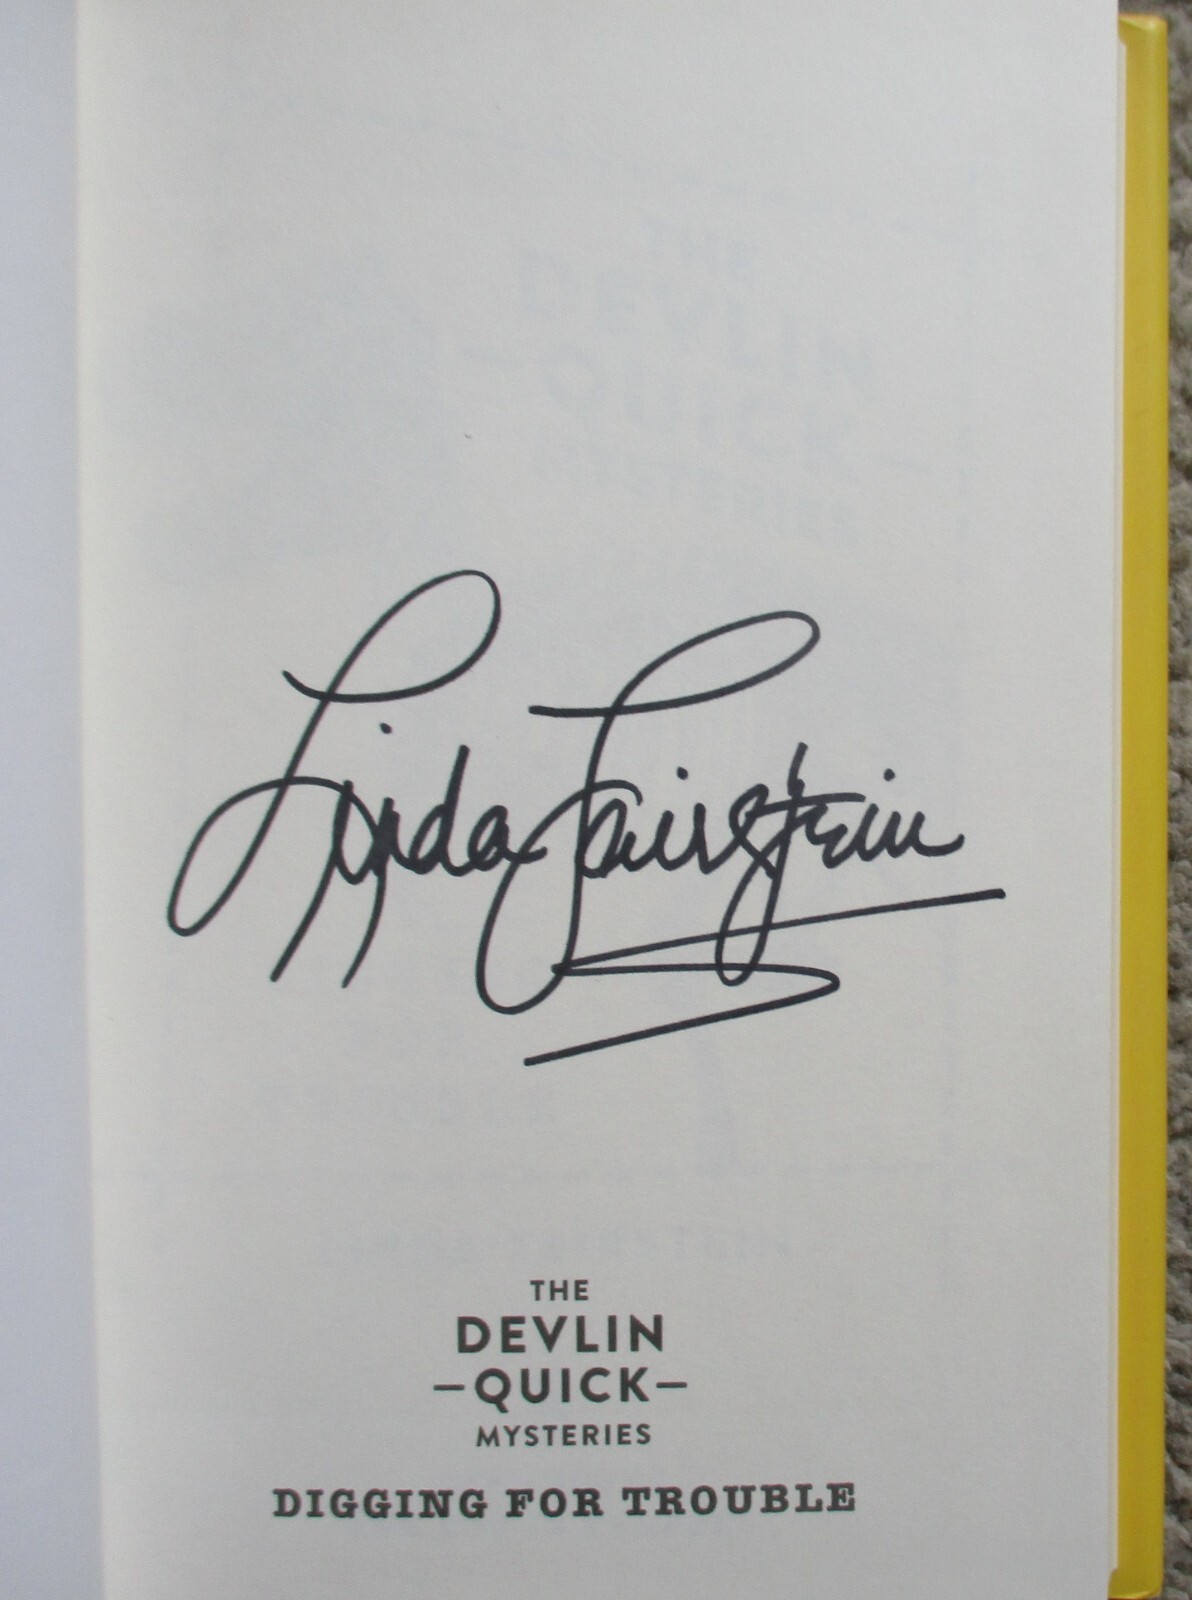 Linda Fairstein
THE
DEVLIN
–QUICK–
MYSTERIES
DIGGING FOR TROUBLE